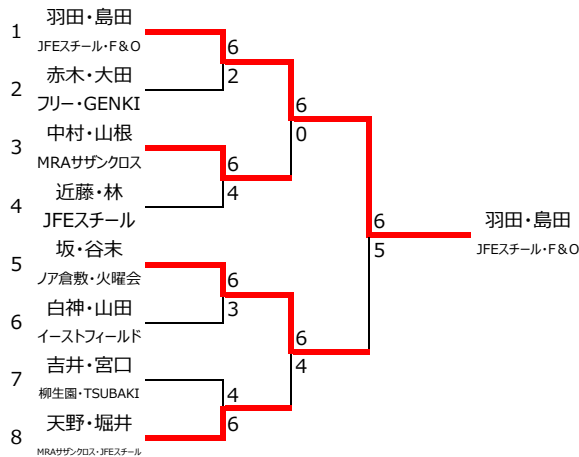 1
羽田・島田
JFEスチール・F&O
2
赤木・大田
フリー・GENKI
3
中村・山根
MRAサザンクロス
4
近藤・林
JFEスチール
5
坂・谷末
ノア倉敷・火曜会
6
白神・山田
イーストフィールド
7
吉井・宮口
柳生園・TSUBAKI
8
天野・堀井
MRAサザンクロス・JFEスチール
6
2
6
4
6
3
4
6
6
0
6
4
6
5
羽田・島田
JFEスチール・F&O